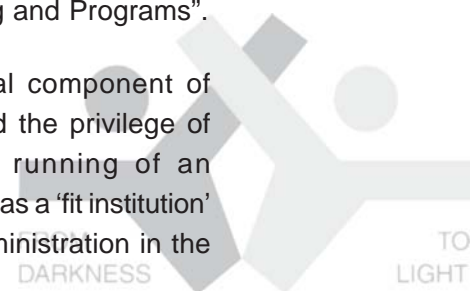 g and Programs”.
al component of
d the privilege of
running of an
as a ‘fit institution’
ministration in the
FROM
DARKNESS
TO
LIGHT